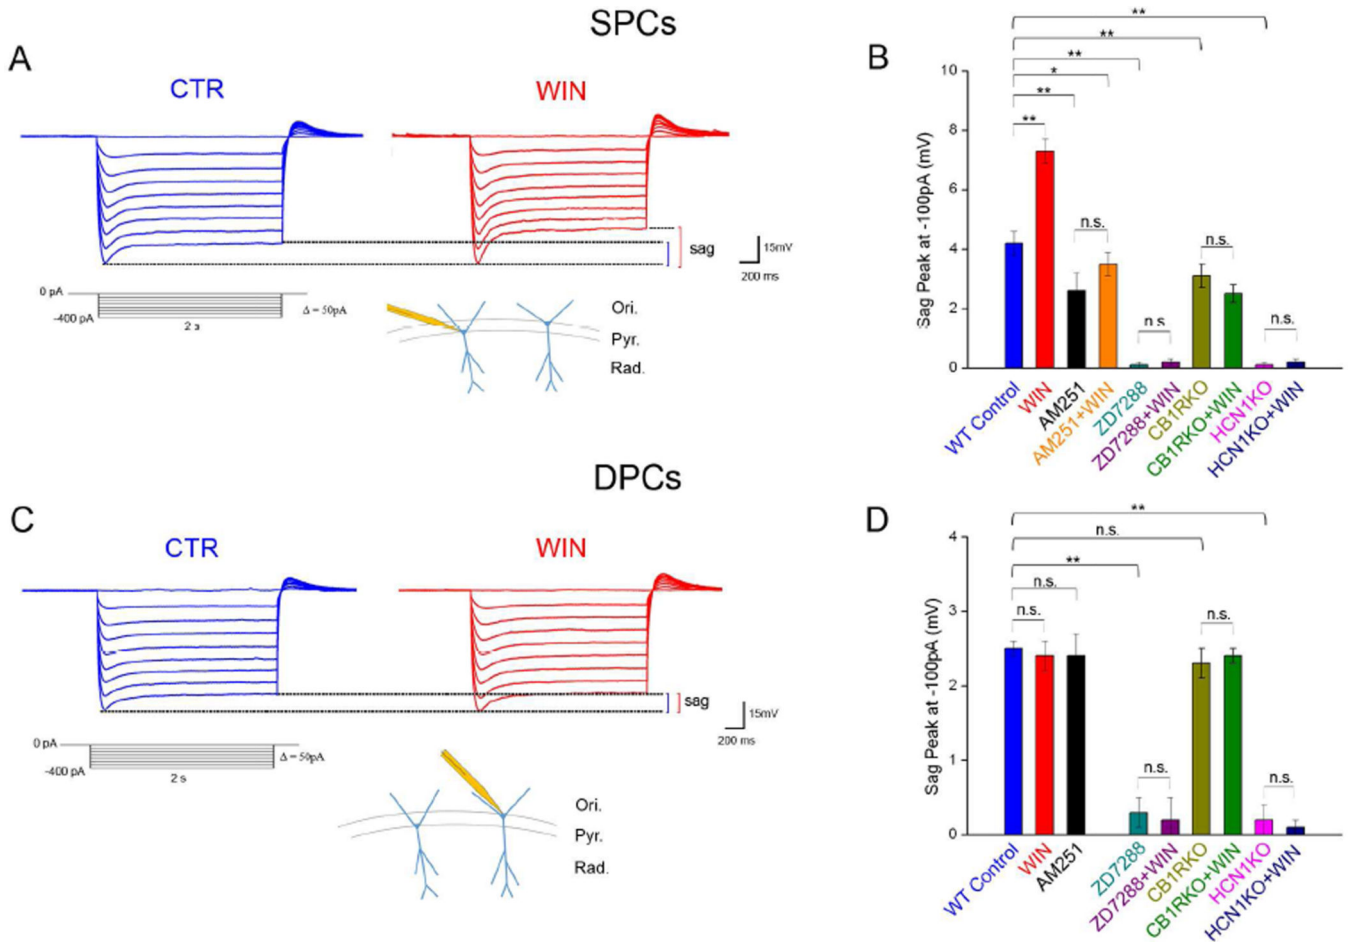 SPCs
A
CTR
WIN
sag
15mV
200 ms
0 pA
-400 pA
2 s
Δ = 50pA
Ori.
Pyr.
Rad.
B
**
**
**
*
**
**
n.s.
n.s.
n s
n.s.
Sag Peak at -100pA (mV)
10
8
6
4
2
0
WT Control
WIN
AM251
AM251+WIN
ZD7288
ZD7288+WIN
CB1RKO
CB1RKO+WIN
HCN1KO
HCN1KO+WIN
DPCs
C
CTR
WIN
sag
15mV
200 ms
0 pA
-400 pA
2 s
Δ = 50pA
Ori.
Pyr.
Rad.
D
**
n.s.
**
n.s.
n.s.
n.s.
n.s.
n.s.
Sag Peak at -100pA (mV)
4
3
2
1
0
WT Control
WIN
AM251
ZD7288
ZD7288+WIN
CB1RKO
CB1RKO+WIN
HCN1KO
HCN1KO+WIN